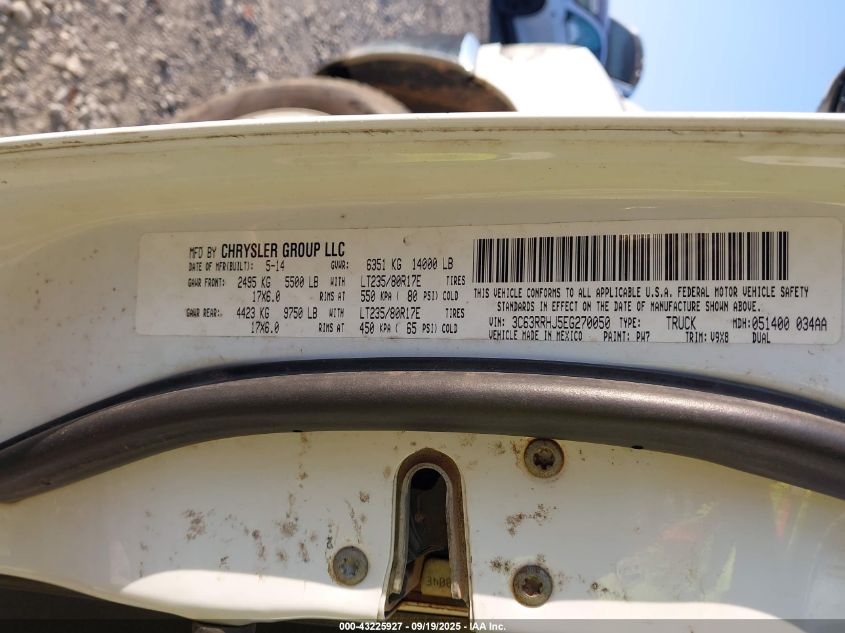 MFD BY CHRYSLER GROUP LLC
DATE OF MFR(BUILT): 5-14 GVWR: 6351 KG 14000 LB
GAWR FRONT: 2495 KG 5500 LB WITH LT235/80R17E TIRES
17X6.0 RIMS AT 550 KPA ( 80 PSI) COLD
GAWR REAR: 4423 KG 9750 LB WITH LT235/80R17E TIRES
17X6.0 RIMS AT 450 KPA ( 65 PSI) COLD
THIS VEHICLE CONFORMS TO ALL APPLICABLE U.S.A. FEDERAL MOTOR VEHICLE SAFETY
STANDARDS IN EFFECT ON THE DATE OF MANUFACTURE SHOWN ABOVE
VIN: 3C63RRHJ5EG270050 TYPE: TRUCK MDH: 051400 034AA
VEHICLE MADE IN MEXICO PAINT: PW7 TRIM: V9X8 DUAL
000-43225927 - 09/19/2025 - IAA Inc.